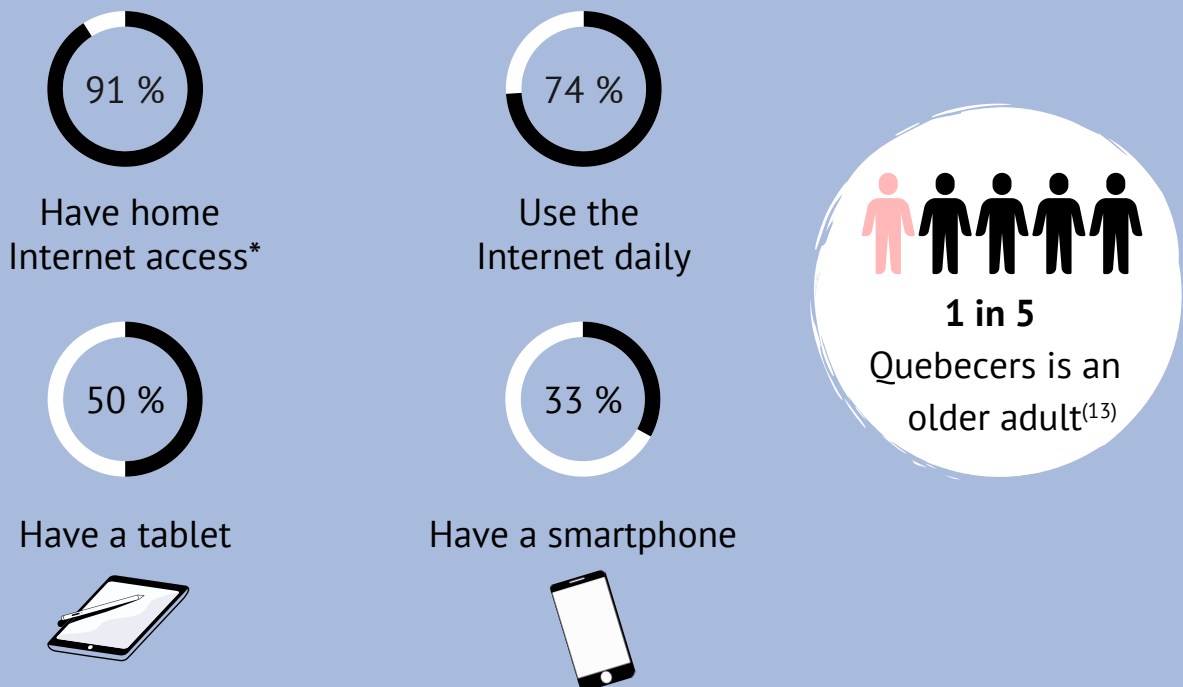 91 %
Have home
Internet access*
74 %
Use the
Internet daily
50 %
Have a tablet
33 %
Have a smartphone
1 in 5
Quebecers is an
older adult(13)